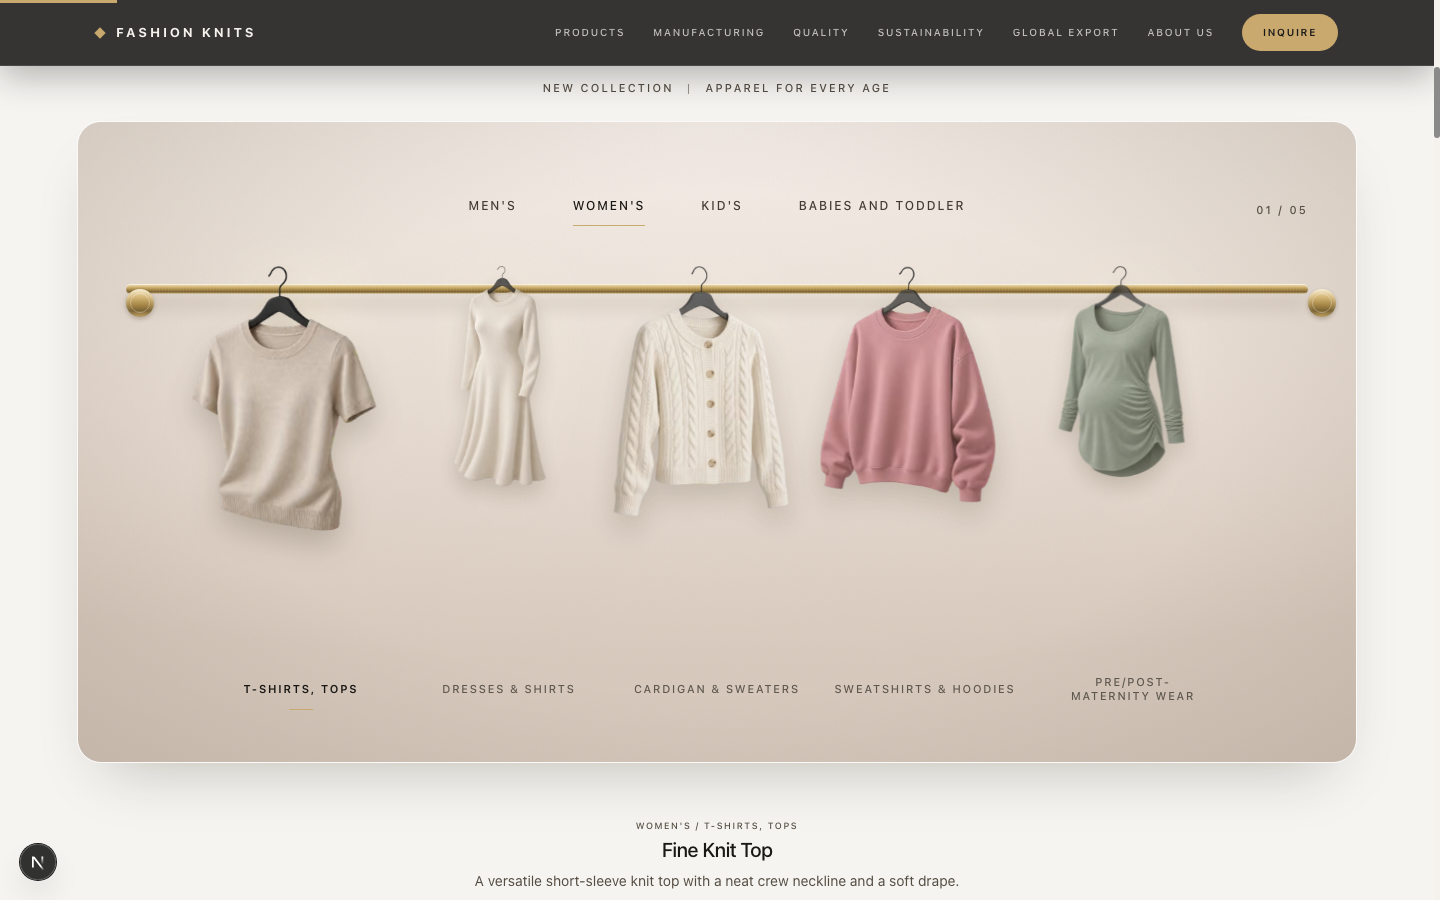 FASHION KNITS
PRODUCTS
MANUFACTURING
QUALITY
SUSTAINABILITY
GLOBAL EXPORT
ABOUT US
INQUIRE
NEW COLLECTION | APPAREL FOR EVERY AGE
MEN'S
WOMEN'S
KID'S
BABIES AND TODDLER
01 / 05
T-SHIRTS, TOPS
DRESSES & SHIRTS
CARDIGAN & SWEATERS
SWEATSHIRTS & HOODIES
PRE/POST-
MATERNITY WEAR
WOMEN'S / T-SHIRTS, TOPS
Fine Knit Top
A versatile short-sleeve knit top with a neat crew neckline and a soft drape.
N